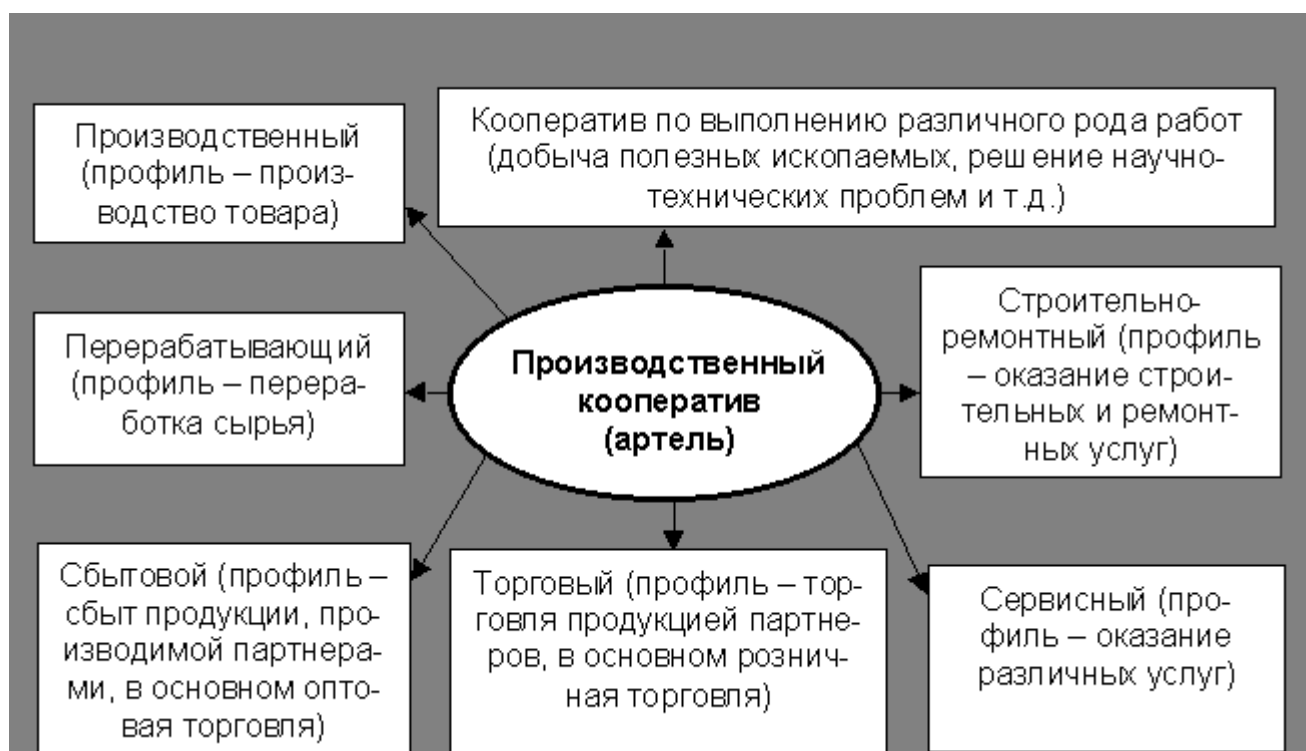 Производственный
(профиль – произ-
водство товара)
Кооператив по выполнению различного рода работ
(добыча полезных ископаемых, решение научно-
технических проблем и т.д.)
Перерабатывающий
(профиль – перера-
ботка сырья)
Производственный
кооператив
(артель)
Строительно-
ремонтный (профиль
– оказание строи-
тельных и ремонт-
ных услуг)
Сбытовой (профиль –
сбыт продукции, про-
изводимой партнера-
ми, в основном опто-
вая торговля)
Торговый (профиль – тор-
говля продукцией партне-
ров, в основном рознич-
ная торговля)
Сервисный (про-
филь – оказание
различных услуг)